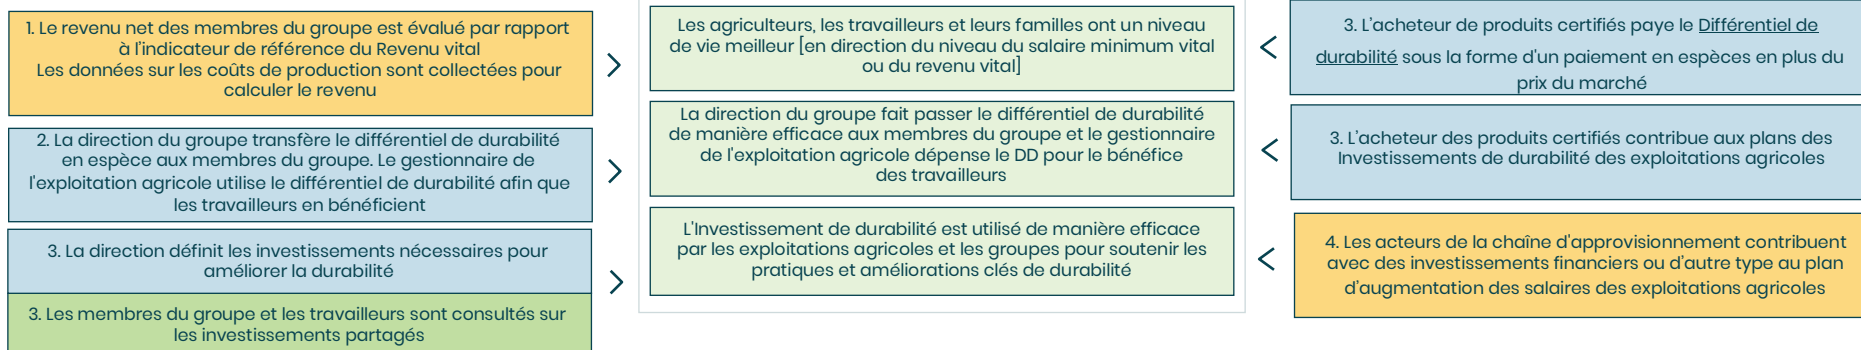 1. Le revenu net des membres du groupe est évalué par rapport
à l'indicateur de référence du Revenu vital
Les données sur les coûts de production sont collectées pour
calculer le revenu
2. La direction du groupe transfère le différentiel de durabilité
en espèce aux membres du groupe. Le gestionnaire de
l'exploitation agricole utilise le différentiel de durabilité afin que
les travailleurs en bénéficient
3. La direction définit les investissements nécessaires pour
améliorer la durabilité
3. Les membres du groupe et les travailleurs sont consultés sur
les investissements partagés
Les agriculteurs, les travailleurs et leurs familles ont un niveau
de vie meilleur [en direction du niveau du salaire minimum vital
ou du revenu vital]
La direction du groupe fait passer le différentiel de durabilité
de manière efficace aux membres du groupe et le gestionnaire
de l'exploitation agricole dépense le DD pour le bénéfice
des travailleurs
L'Investissement de durabilité est utilisé de manière efficace
par les exploitations agricoles et les groupes pour soutenir les
pratiques et améliorations clés de durabilité
3. L'acheteur de produits certifiés paye le Différentiel de
durabilité sous la forme d'un paiement en espèces en plus du
prix du marché
3. L'acheteur des produits certifiés contribue aux plans des
Investissements de durabilité des exploitations agricoles
4. Les acteurs de la chaîne d'approvisionnement contribuent
avec des investissements financiers ou d'autre type au plan
d'augmentation des salaires des exploitations agricoles